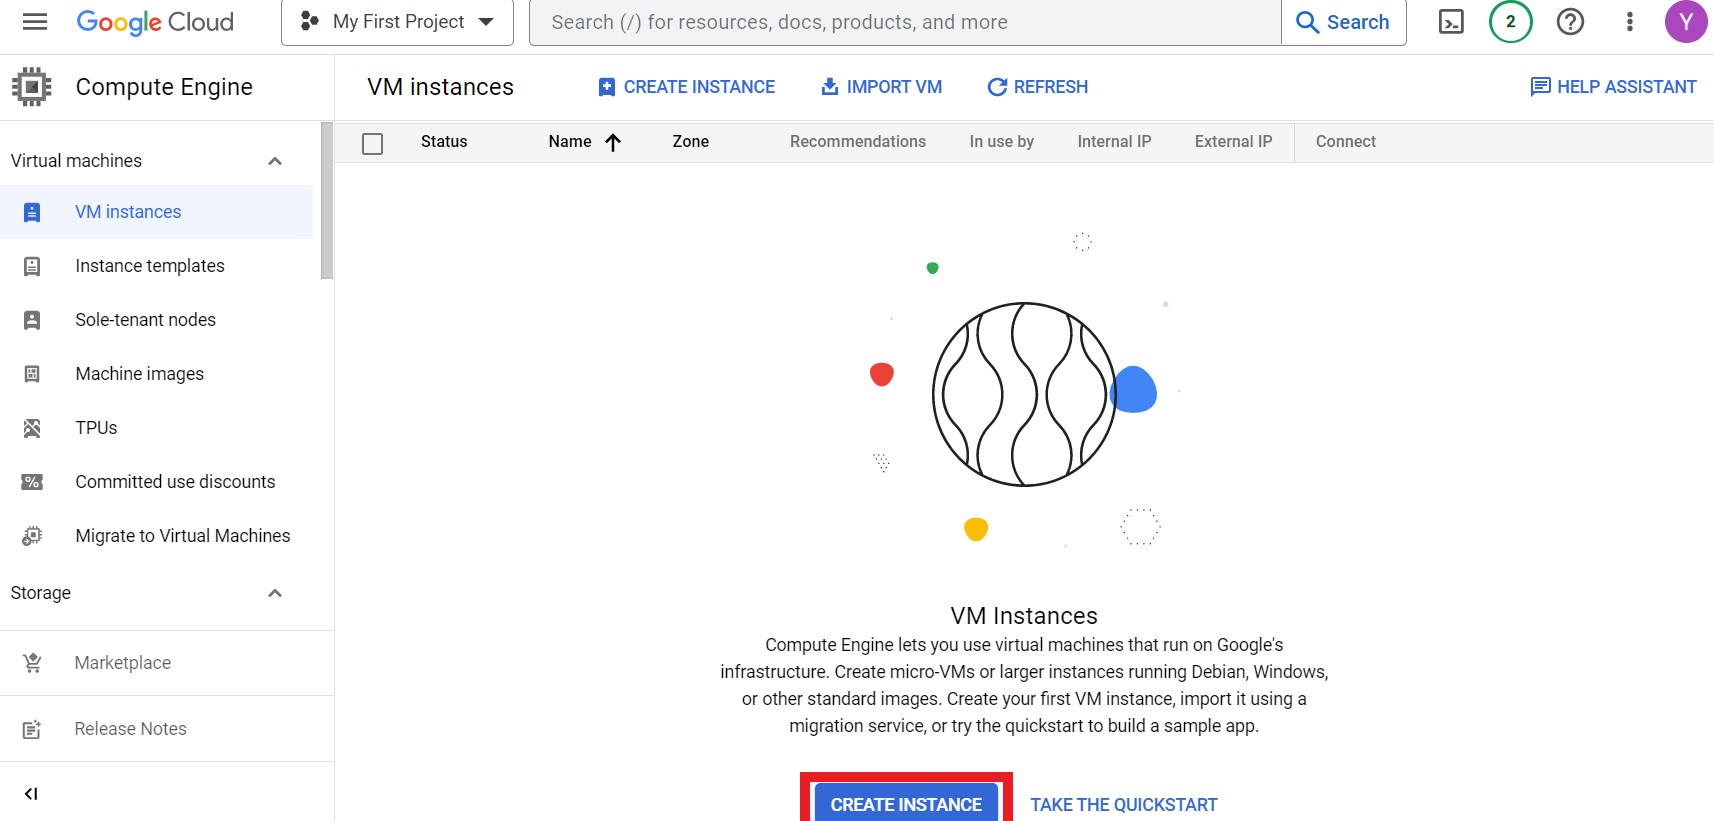 Google Cloud
My First Project
Search (/) for resources, docs, products, and more
Search
2
Y
Compute Engine
VM instances
CREATE INSTANCE
IMPORT VM
REFRESH
HELP ASSISTANT
Virtual machines
VM instances
Instance templates
Sole-tenant nodes
Machine images
TPUs
Committed use discounts
Migrate to Virtual Machines
Storage
Marketplace
Release Notes
Status
Name
Zone
Recommendations
In use by
Internal IP
External IP
Connect
VM Instances
Compute Engine lets you use virtual machines that run on Google's
infrastructure. Create micro-VMs or larger instances running Debian, Windows,
or other standard images. Create your first VM instance, import it using a
migration service, or try the quickstart to build a sample app.
CREATE INSTANCE
TAKE THE QUICKSTART